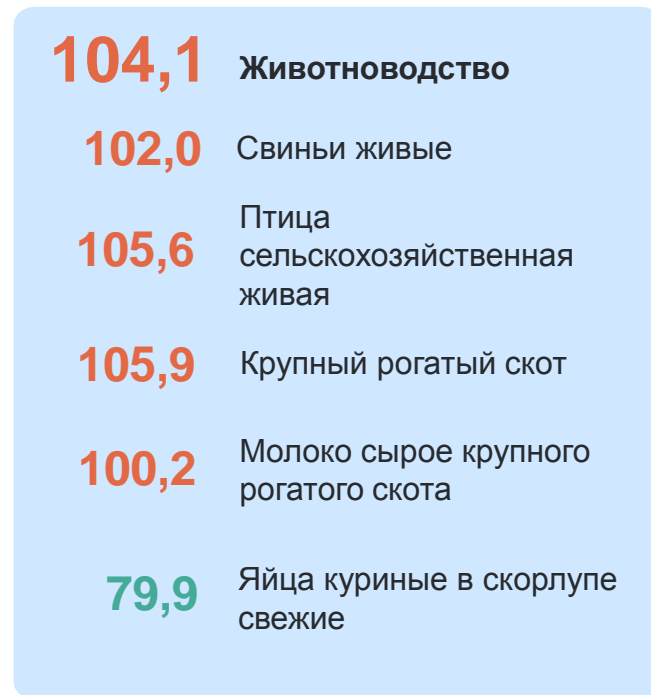 104,1 Животноводство
102,0 Свиньи живые
105,6 Птица
сельскохозяйственная
живая
105,9 Крупный рогатый скот
100,2 Молоко сырое крупного
рогатого скота
79,9 Яйца куриные в скорлупе
свежие